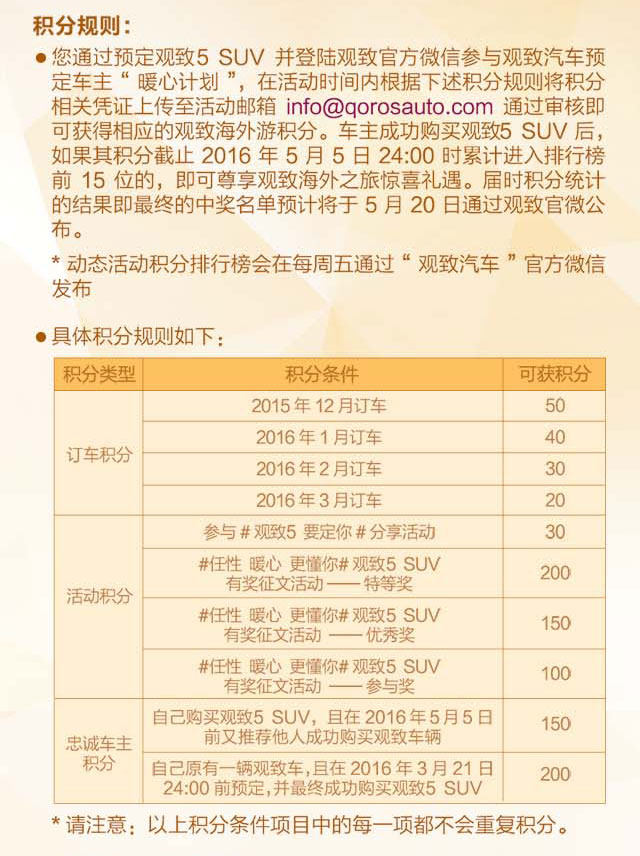 积分规则：
●您通过预定观致5 SUV 并登陆观致官方微信参与观致汽车预
定车主“ 暖心计划 ”，在活动时间内根据下述积分规则将积分
相关凭证上传至活动邮箱 info@qorosauto.com 通过审核即
可获得相应的观致海外游积分。车主成功购买观致5 SUV 后，
如果其积分截止 2016 年 5 月 5 日 24:00 时累计进入排行榜
前 15 位的，即可尊享观致海外之旅惊喜礼遇。届时积分统计
的结果即最终的中奖名单预计将于 5 月 20 日通过观致官微公
布。
* 动态活动积分排行榜会在每周五通过“ 观致汽车 ”官方微信
发布
●具体积分规则如下：
积分类型 积分条件 可获积分
订车积分
2015 年 12 月订车 50
2016 年 1 月订车 40
2016 年 2 月订车 30
2016 年 3 月订车 20
活动积分
参与 # 观致5 要定你 # 分享活动 30
#任性 暖心 更懂你# 观致5 SUV
有奖征文活动 —— 特等奖
200
#任性 暖心 更懂你# 观致5 SUV
有奖征文活动 —— 优秀奖
150
#任性 暖心 更懂你# 观致5 SUV
有奖征文活动 —— 参与奖
100
忠诚车主
积分
自己购买观致5 SUV，且在 2016 年 5 月 5 日
前又推荐他人成功购买观致车辆
150
自己原有一辆观致车,且在 2016 年 3 月 21 日
24:00 前预定,并最终成功购买观致5 SUV
200
* 请注意：以上积分条件项目中的每一项都不会重复积分。